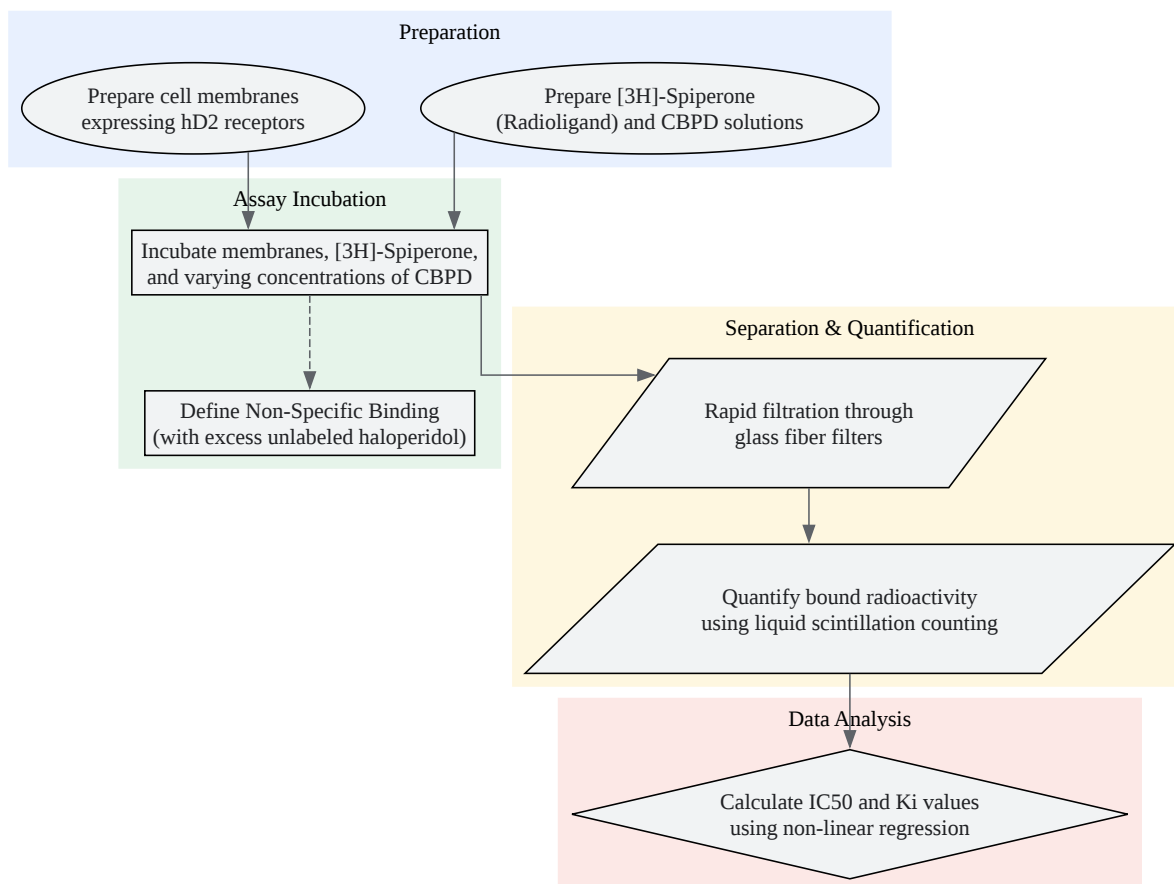 Preparation
Prepare cell membranes
expressing hD2 receptors
Prepare [3H]-Spiperone
(Radioligand) and CBPD solutions
Assay Incubation
Incubate membranes, [3H]-Spiperone,
and varying concentrations of CBPD
Define Non-Specific Binding
(with excess unlabeled haloperidol)
Separation & Quantification
Rapid filtration through
glass fiber filters
Quantify bound radioactivity
using liquid scintillation counting
Data Analysis
Calculate IC50 and Ki values
using non-linear regression